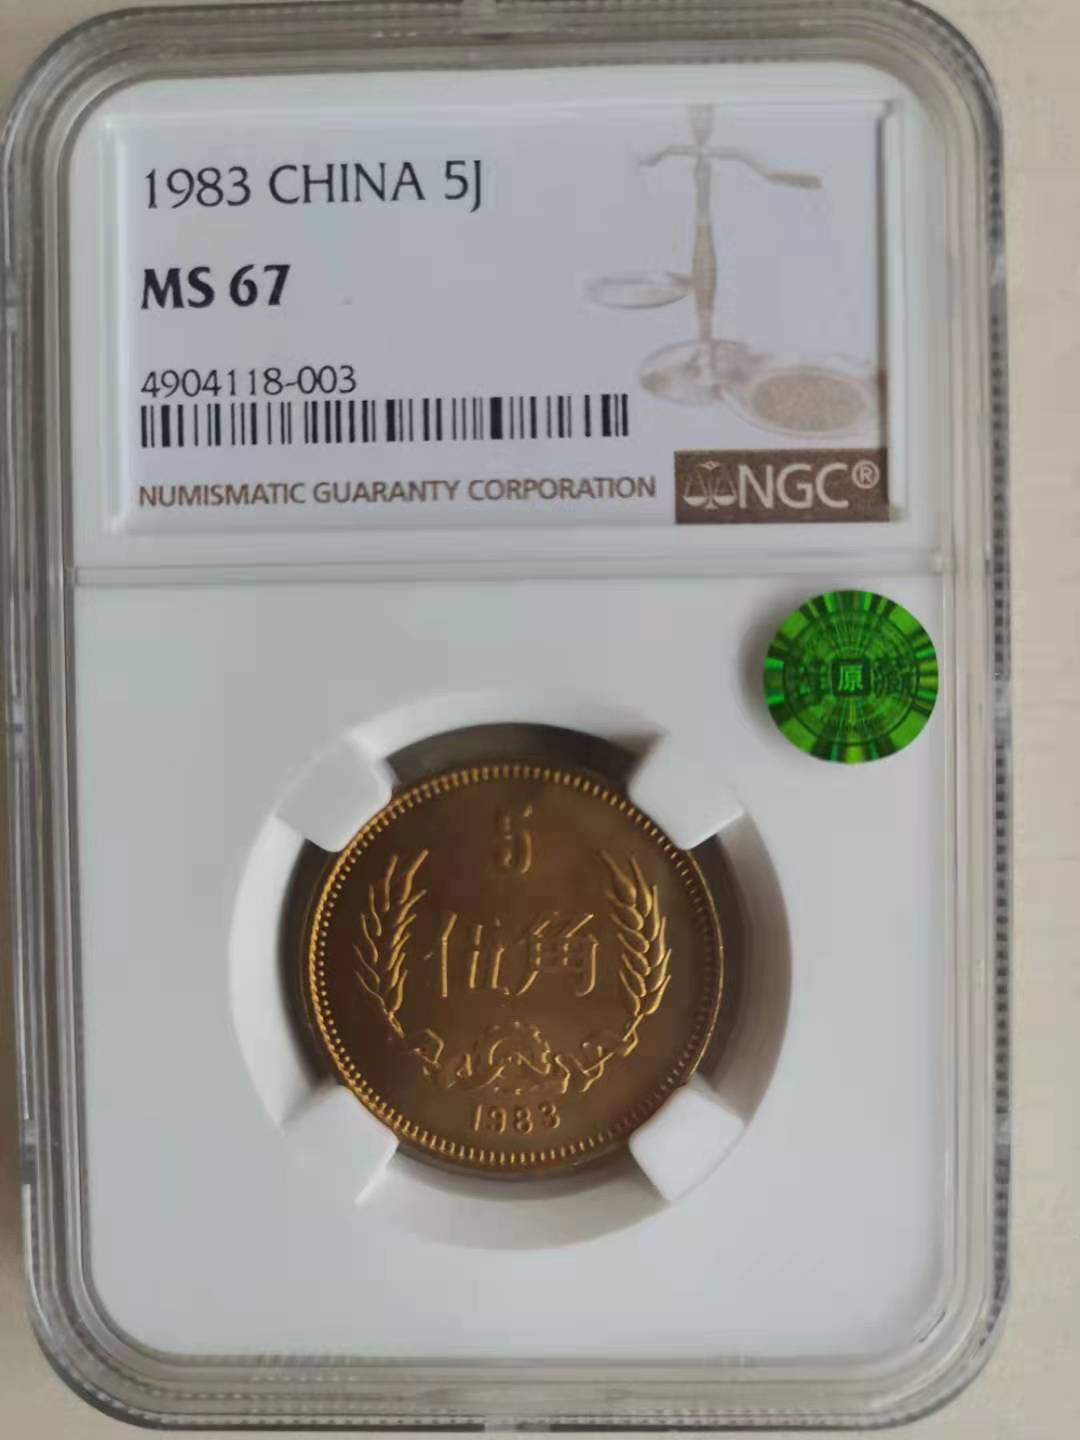 1983 CHINA 5J
MS 67
4904118-003
NUMISMATIC GUARANTY CORPORATION
NGC®
原
5
伍角
1983